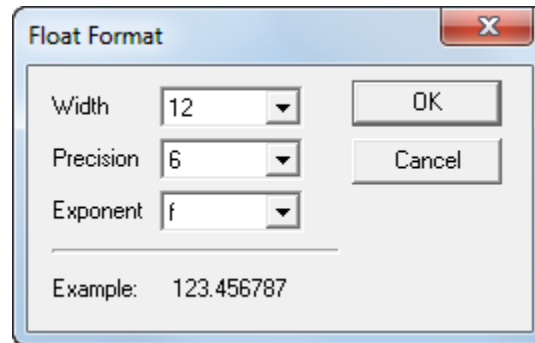 Float Format
Width 12 OK
Precision 6 Cancel
Exponent f
Example: 123.456787